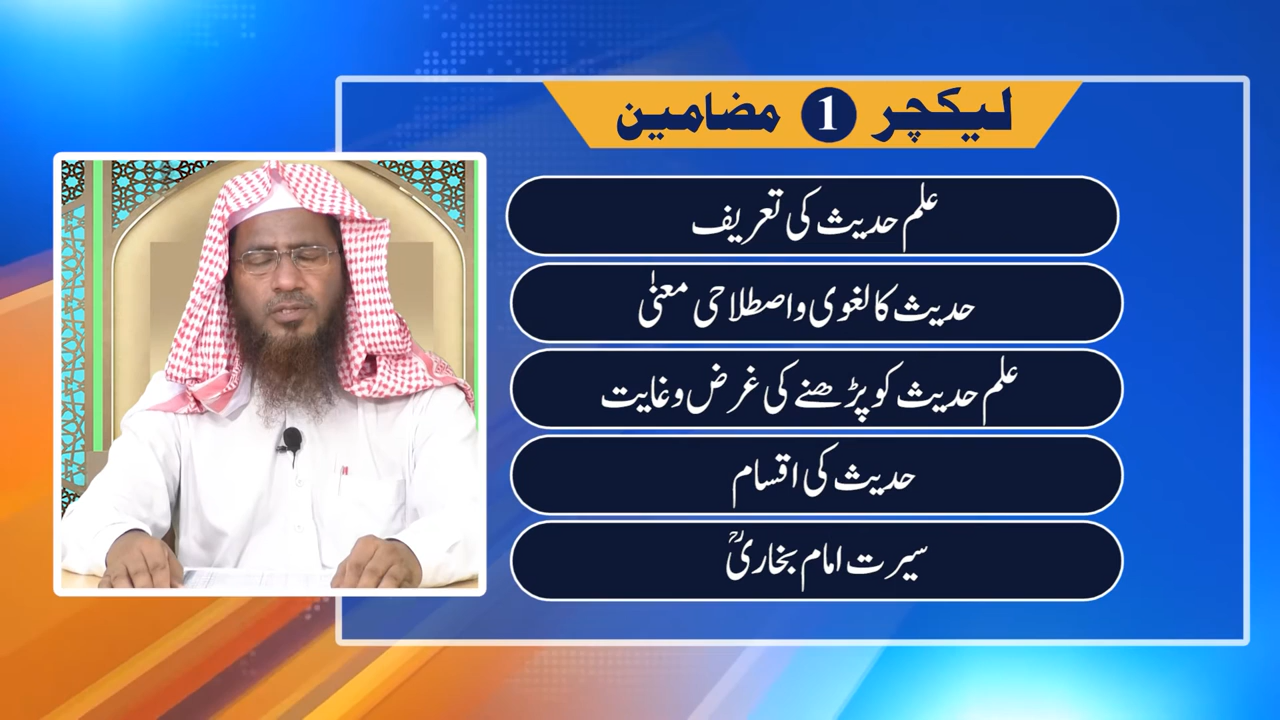 لیکچر 1 مضامین
علم حدیث کی تعریف
حدیث کا لغوی و اصطلاحی معنیٰ
علم حدیث کو پڑھنے کی غرض و غایت
حدیث کی اقسام
سیرت امام بخاریؒ